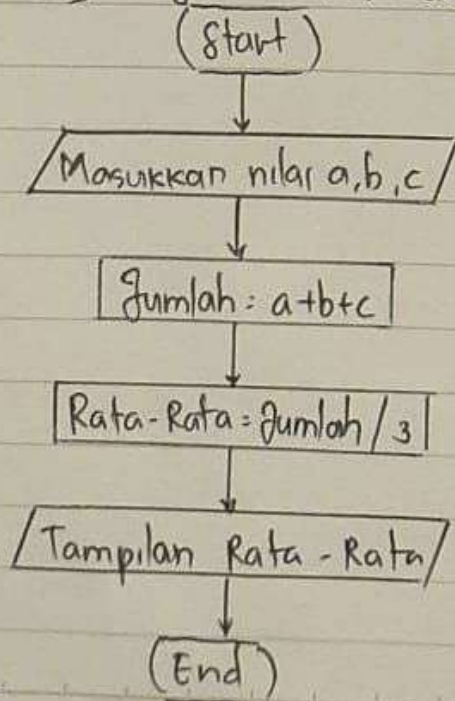 (Start)
Masukkan nilai a,b,c
Jumlah = a+b+c
Rata-Rata = Jumlah / 3
Tampilan Rata-Rata
(End)